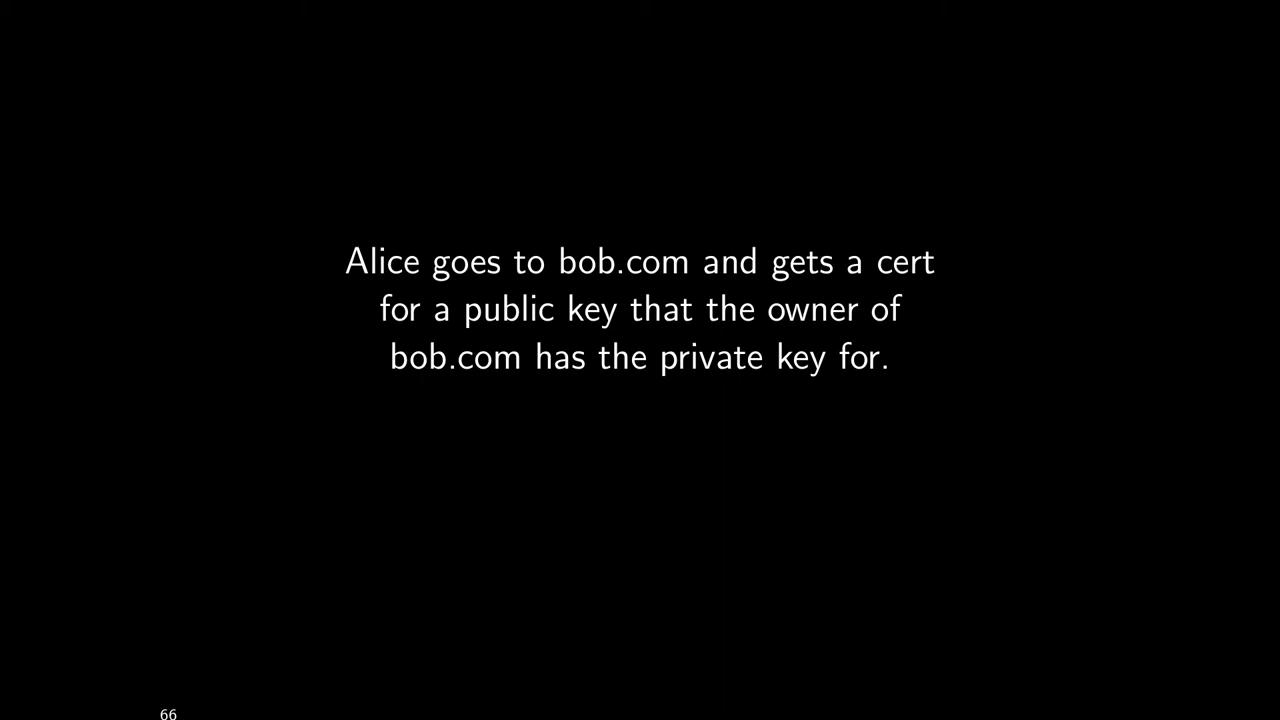 Alice goes to bob.com and gets a cert
for a public key that the owner of
bob.com has the private key for.
66